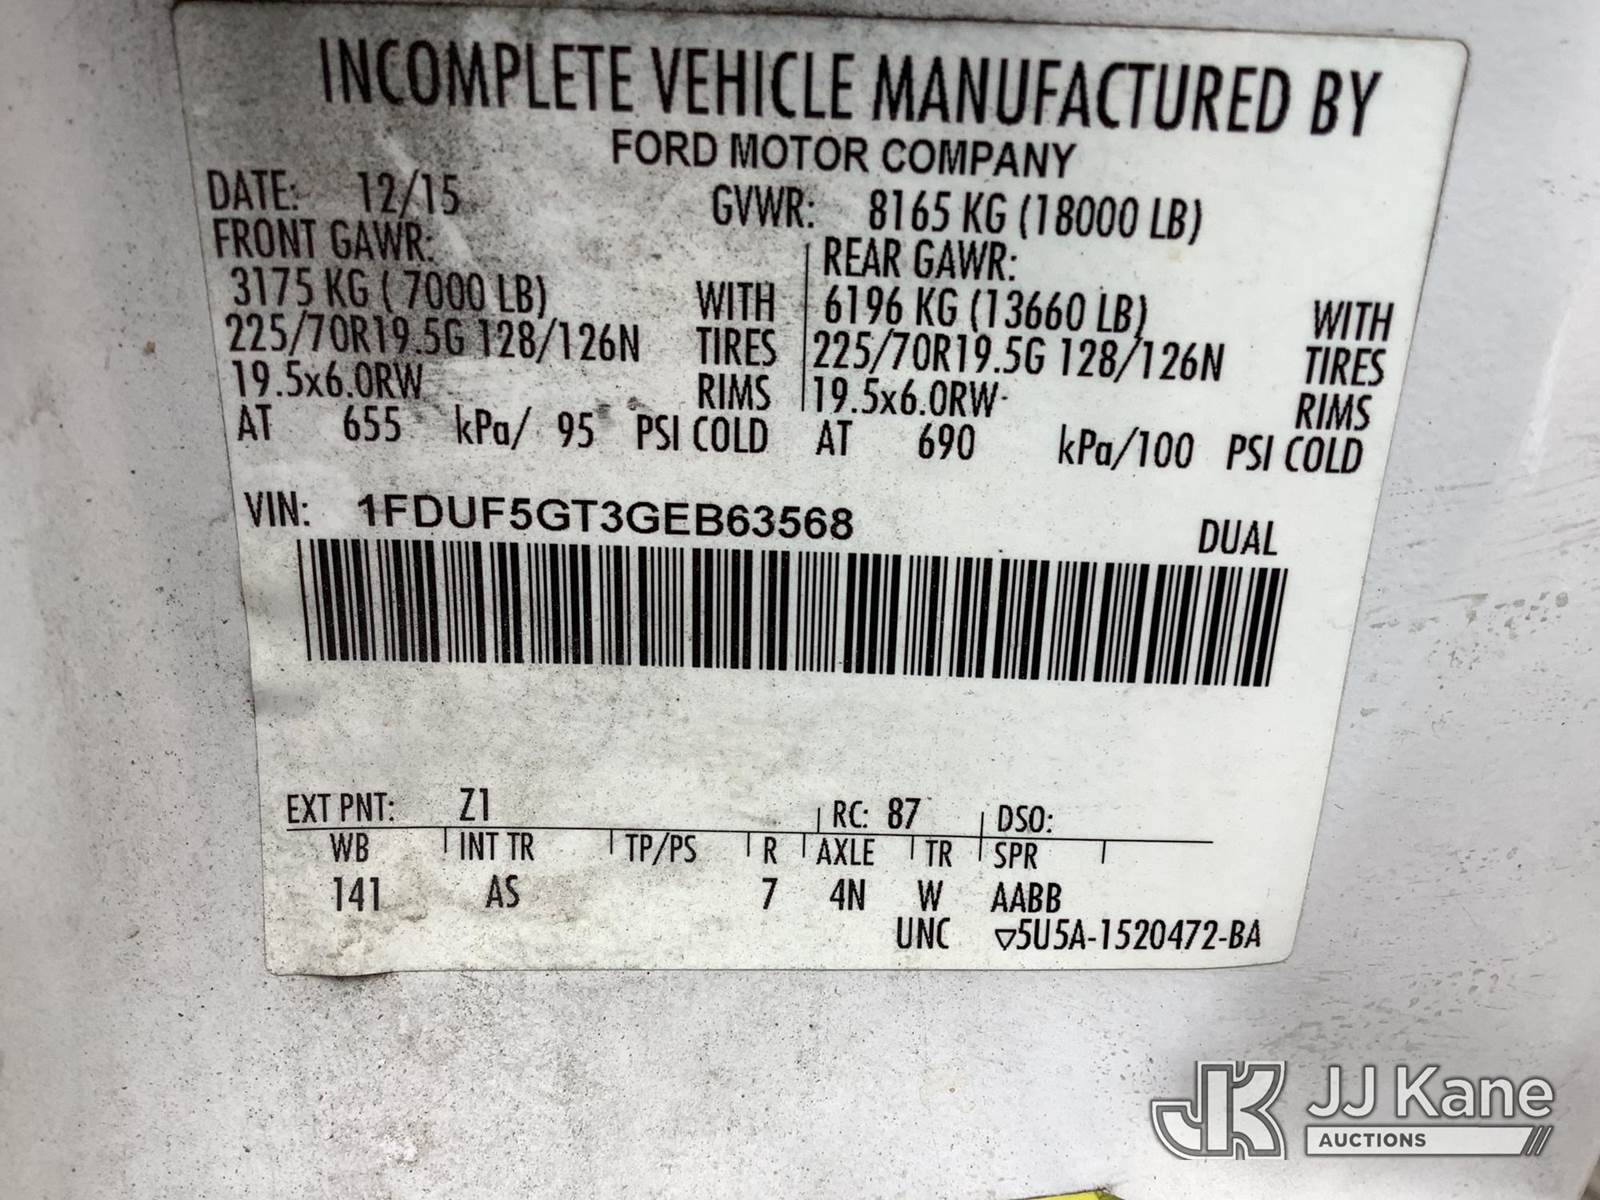 INCOMPLETE VEHICLE MANUFACTURED BY
FORD MOTOR COMPANY
DATE: 12/15 GVWR: 8165 KG (18000 LB)
FRONT GAWR: REAR GAWR:
3175 KG ( 7000 LB) WITH 6196 KG (13660 LB) WITH
225/70R19.5G 128/126N TIRES 225/70R19.5G 128/126N TIRES
19.5x6.0RW RIMS 19.5x6.0RW RIMS
AT 655 kPa/ 95 PSI COLD AT 690 kPa/100 PSI COLD
VIN: 1FDUF5GT3GEB63568 DUAL
EXT PNT: Z1 RC: 87 DSO:
WB INT TR TP/PS R AXLE TR SPR
141 AS 7 4N W AABB
UNC ▽5U5A-1520472-BA
JK JJ Kane
AUCTIONS